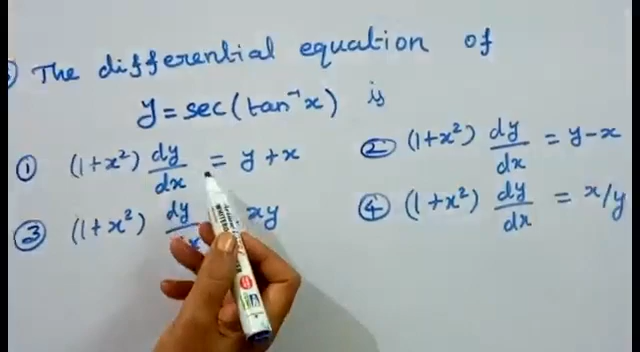 The differential equation of
y = sec(tan⁻¹x) is
① (1+x²) dy/dx = y+x
② (1+x²) dy/dx = y-x
③ (1+x²) dy/ xy
④ (1+x²) dy/dx = x/y